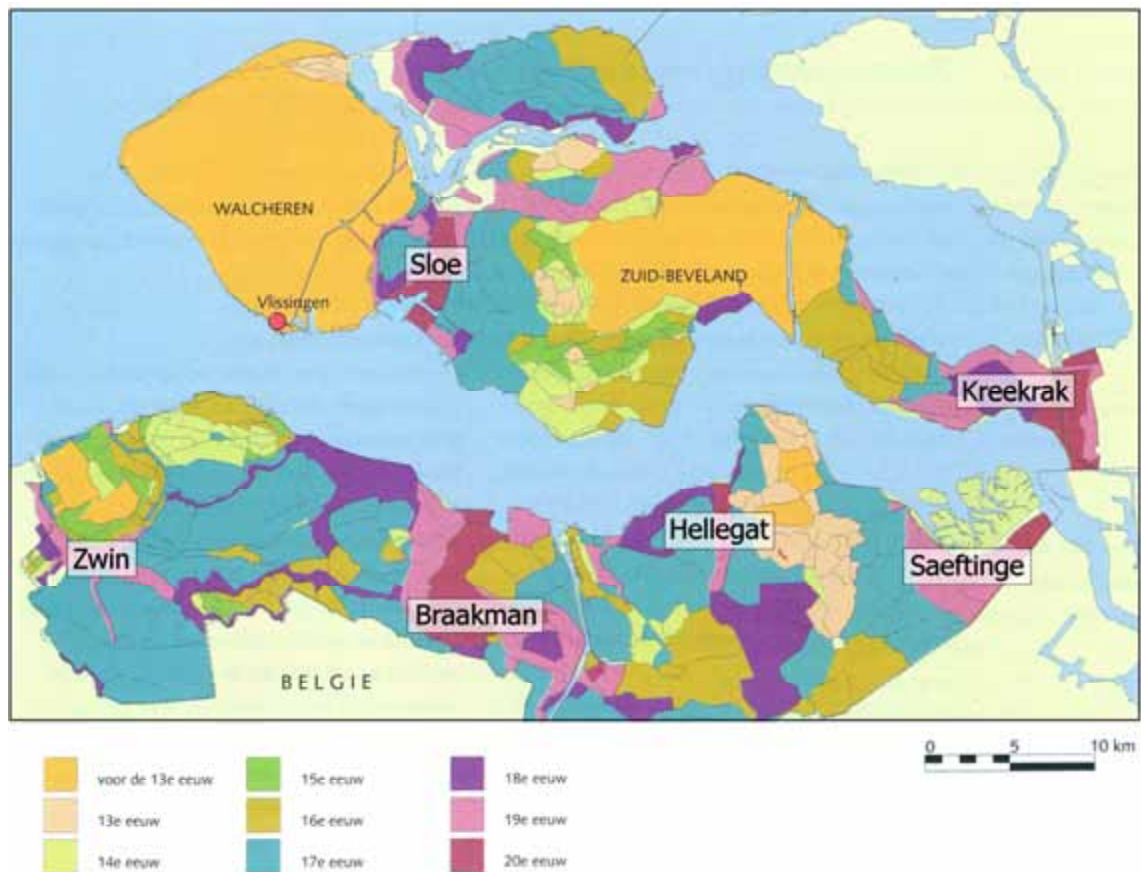 WALCHEREN
Sloe
ZUID-BEVELAND
Vlissingen
Kreekrak
Hellegat
Zwin
Saeftinge
Braakman
BELGIE
0 5 10 km
voor de 13e eeuw
13e eeuw
14e eeuw
15e eeuw
16e eeuw
17e eeuw
18e eeuw
19e eeuw
20e eeuw